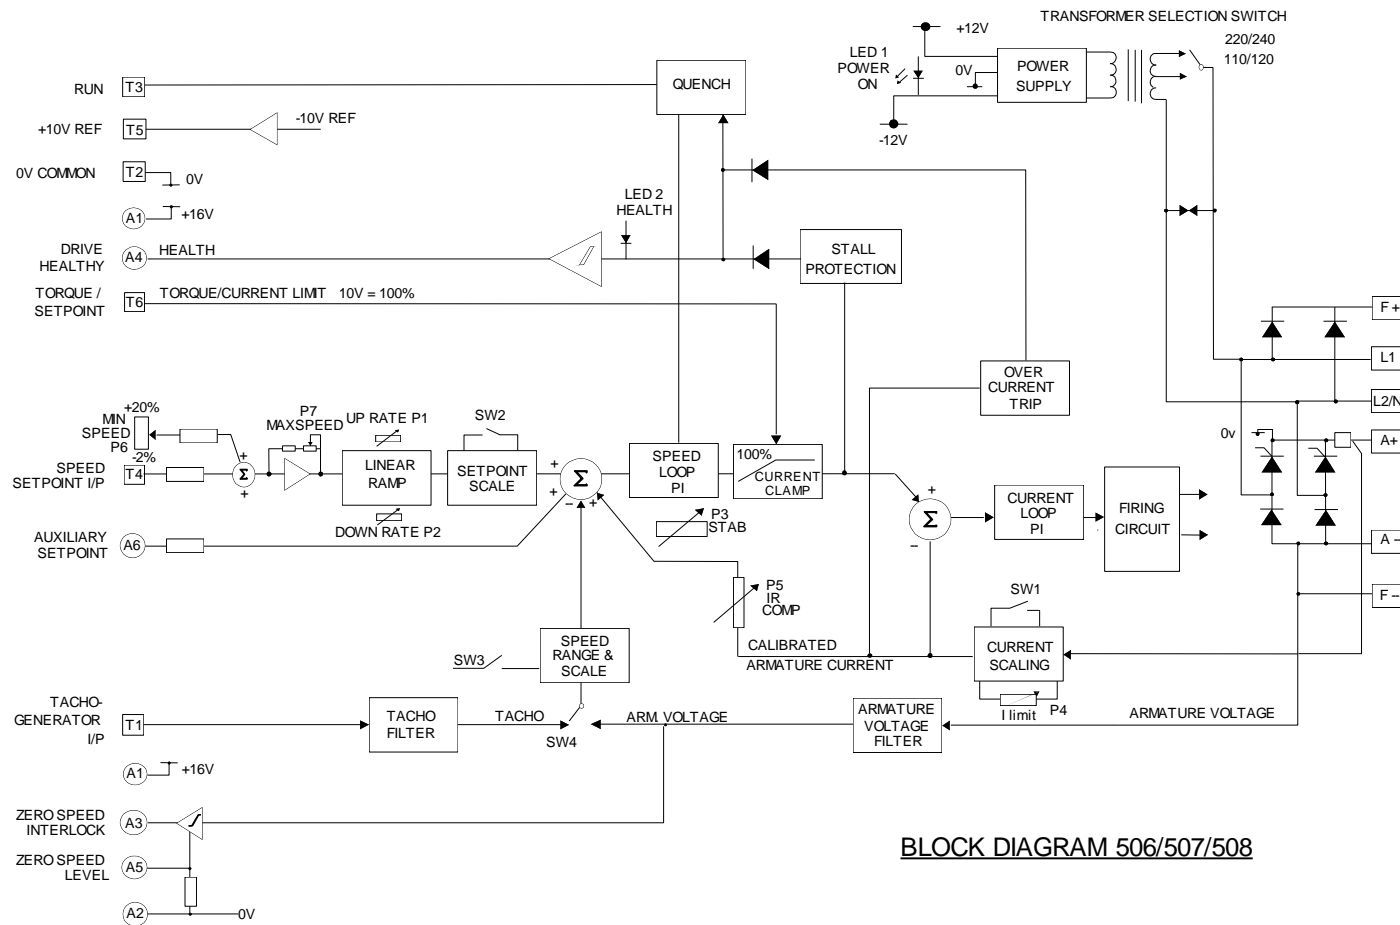 TRANSFORMER SELECTION SWITCH
220/240
110/120
+12V
LED 1
POWER
ON
0V
POWER
SUPPLY
-12V
RUN
T3
QUENCH
+10V REF
T5
-10V REF
0V COMMON
T2
0V
A1
+16V
LED 2
HEALTH
DRIVE
HEALTHY
A4
HEALTH
STALL
PROTECTION
TORQUE /
SETPOINT
T6
TORQUE/CURRENT LIMIT 10V = 100%
F +
L1
L2/N
A+
A -
F -
0v
OVER
CURRENT
TRIP
+20%
MIN
SPEED
P6
-2%
P7
MAXSPEED
UP RATE P1
SW2
SPEED
SETPOINT I/P
T4
Σ
+
+
LINEAR
RAMP
SETPOINT
SCALE
+
+
−
+
Σ
SPEED
LOOP
PI
100%
CURRENT
CLAMP
+
−
Σ
CURRENT
LOOP
PI
FIRING
CIRCUIT
DOWN RATE P2
P3
STAB
AUXILIARY
SETPOINT
A6
P5
IR
COMP
SW1
SPEED
RANGE &
SCALE
SW3
CALIBRATED
ARMATURE CURRENT
CURRENT
SCALING
I limit
P4
TACHO-
GENERATOR
I/P
T1
TACHO
FILTER
TACHO
SW4
ARM. VOLTAGE
ARMATURE
VOLTAGE
FILTER
ARMATURE VOLTAGE
A1
+16V
ZERO SPEED
INTERLOCK
A3
ZERO SPEED
LEVEL
A5
A2
0V
BLOCK DIAGRAM 506/507/508